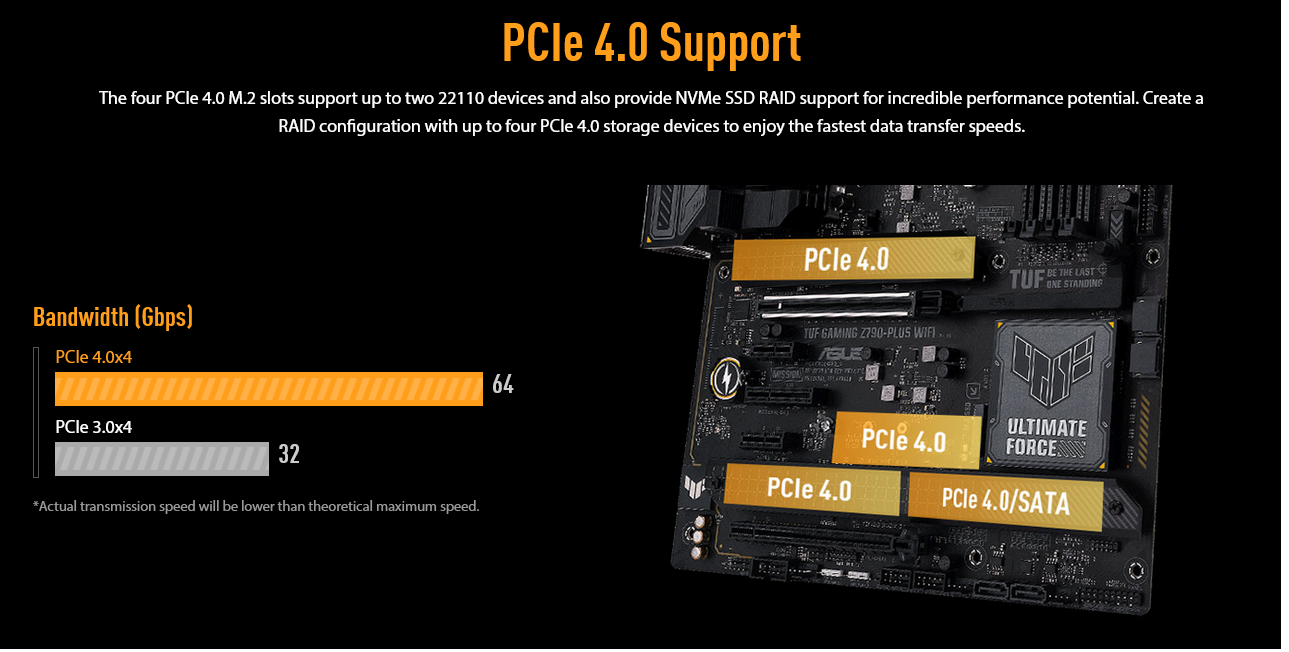 PCIe 4.0 Support
The four PCIe 4.0 M.2 slots support up to two 22110 devices and also provide NVMe SSD RAID support for incredible performance potential. Create a
RAID configuration with up to four PCIe 4.0 storage devices to enjoy the fastest data transfer speeds.
Bandwidth (Gbps)
PCIe 4.0x4
64
PCIe 3.0x4
32
*Actual transmission speed will be lower than theoretical maximum speed.
PCIe 4.0
TUF BE THE LAST
ONE STANDING
TUF GAMING Z790-PLUS WIFI
ASUS
MISSION
ULTIMATE
FORCE
PCIe 4.0
PCIe 4.0
PCIe 4.0/SATA